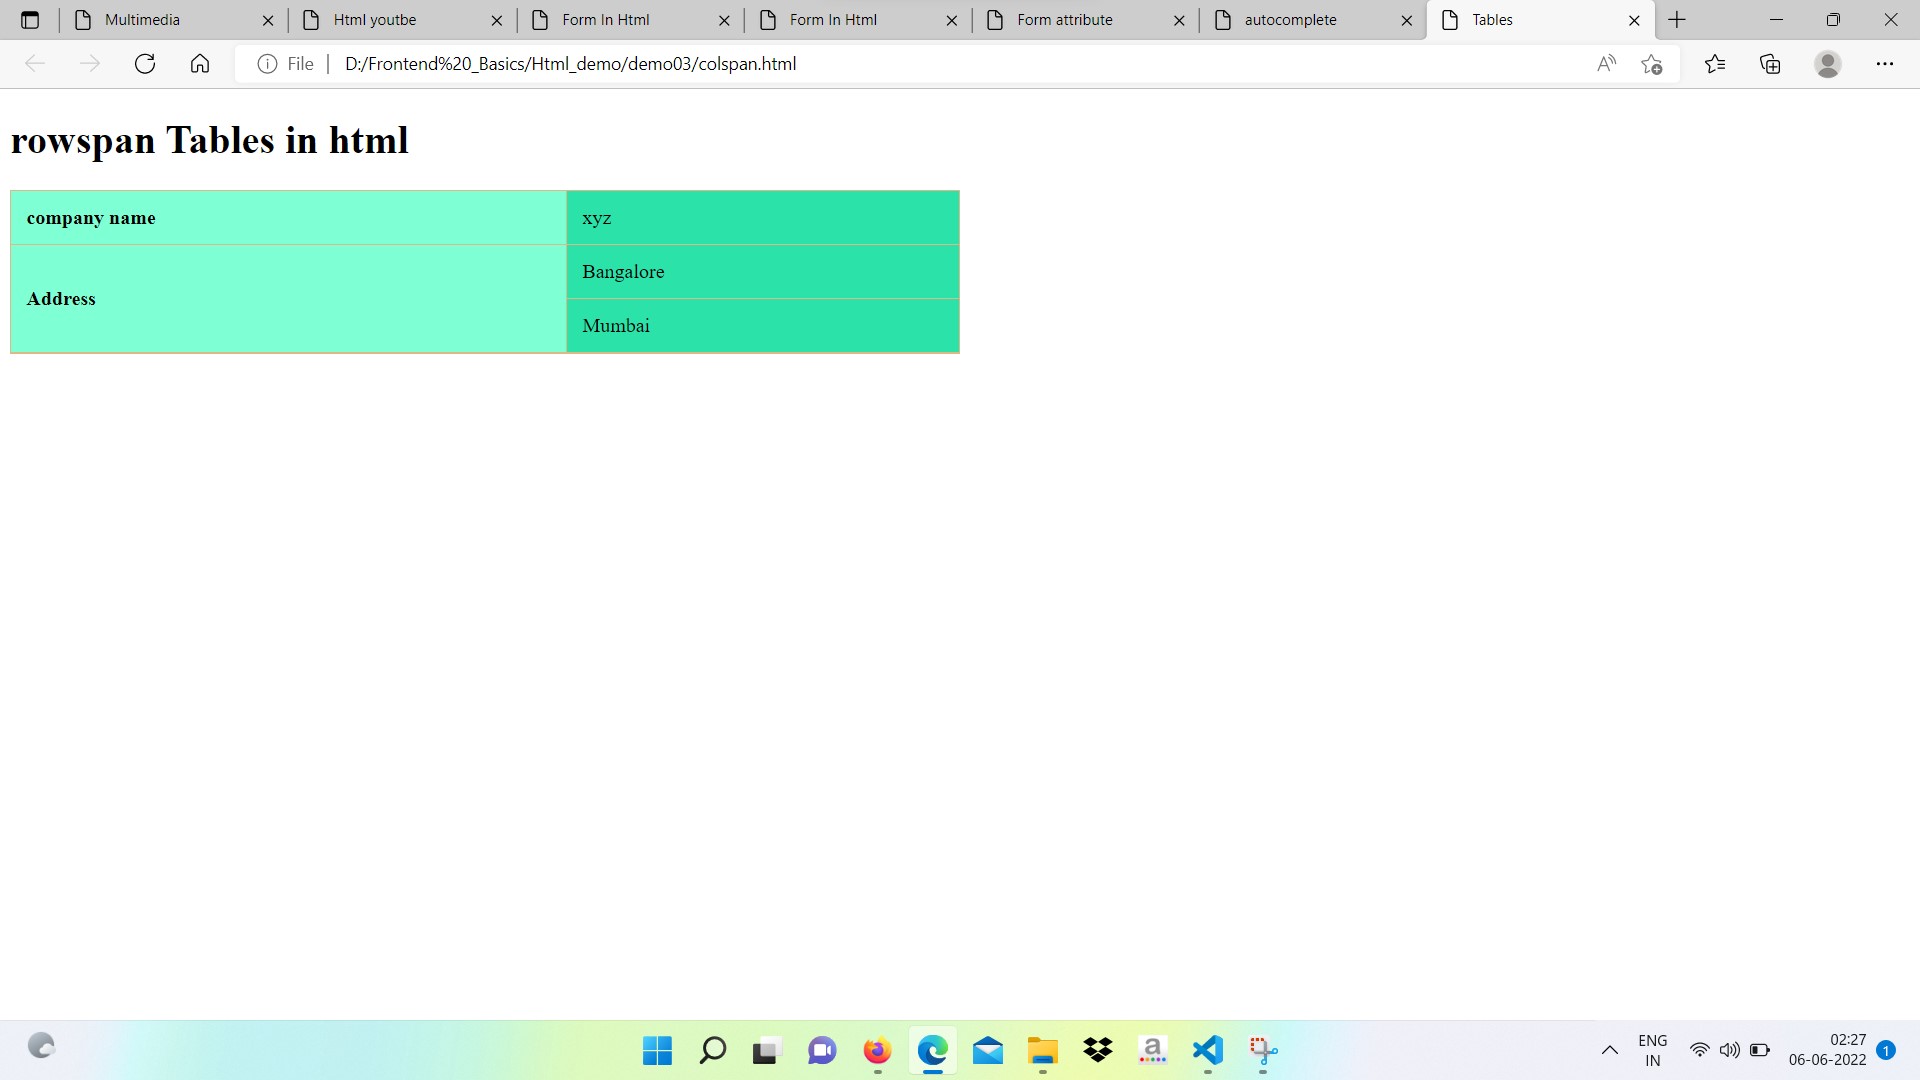 Multimedia
Html youtbe
Form In Html
Form In Html
Form attribute
autocomplete
Tables
File
D:/Frontend%20_Basics/Html_demo/demo03/colspan.html
rowspan Tables in html
company name
xyz
Address
Bangalore
Mumbai
a
ENG
IN
02:27
06-06-2022
1